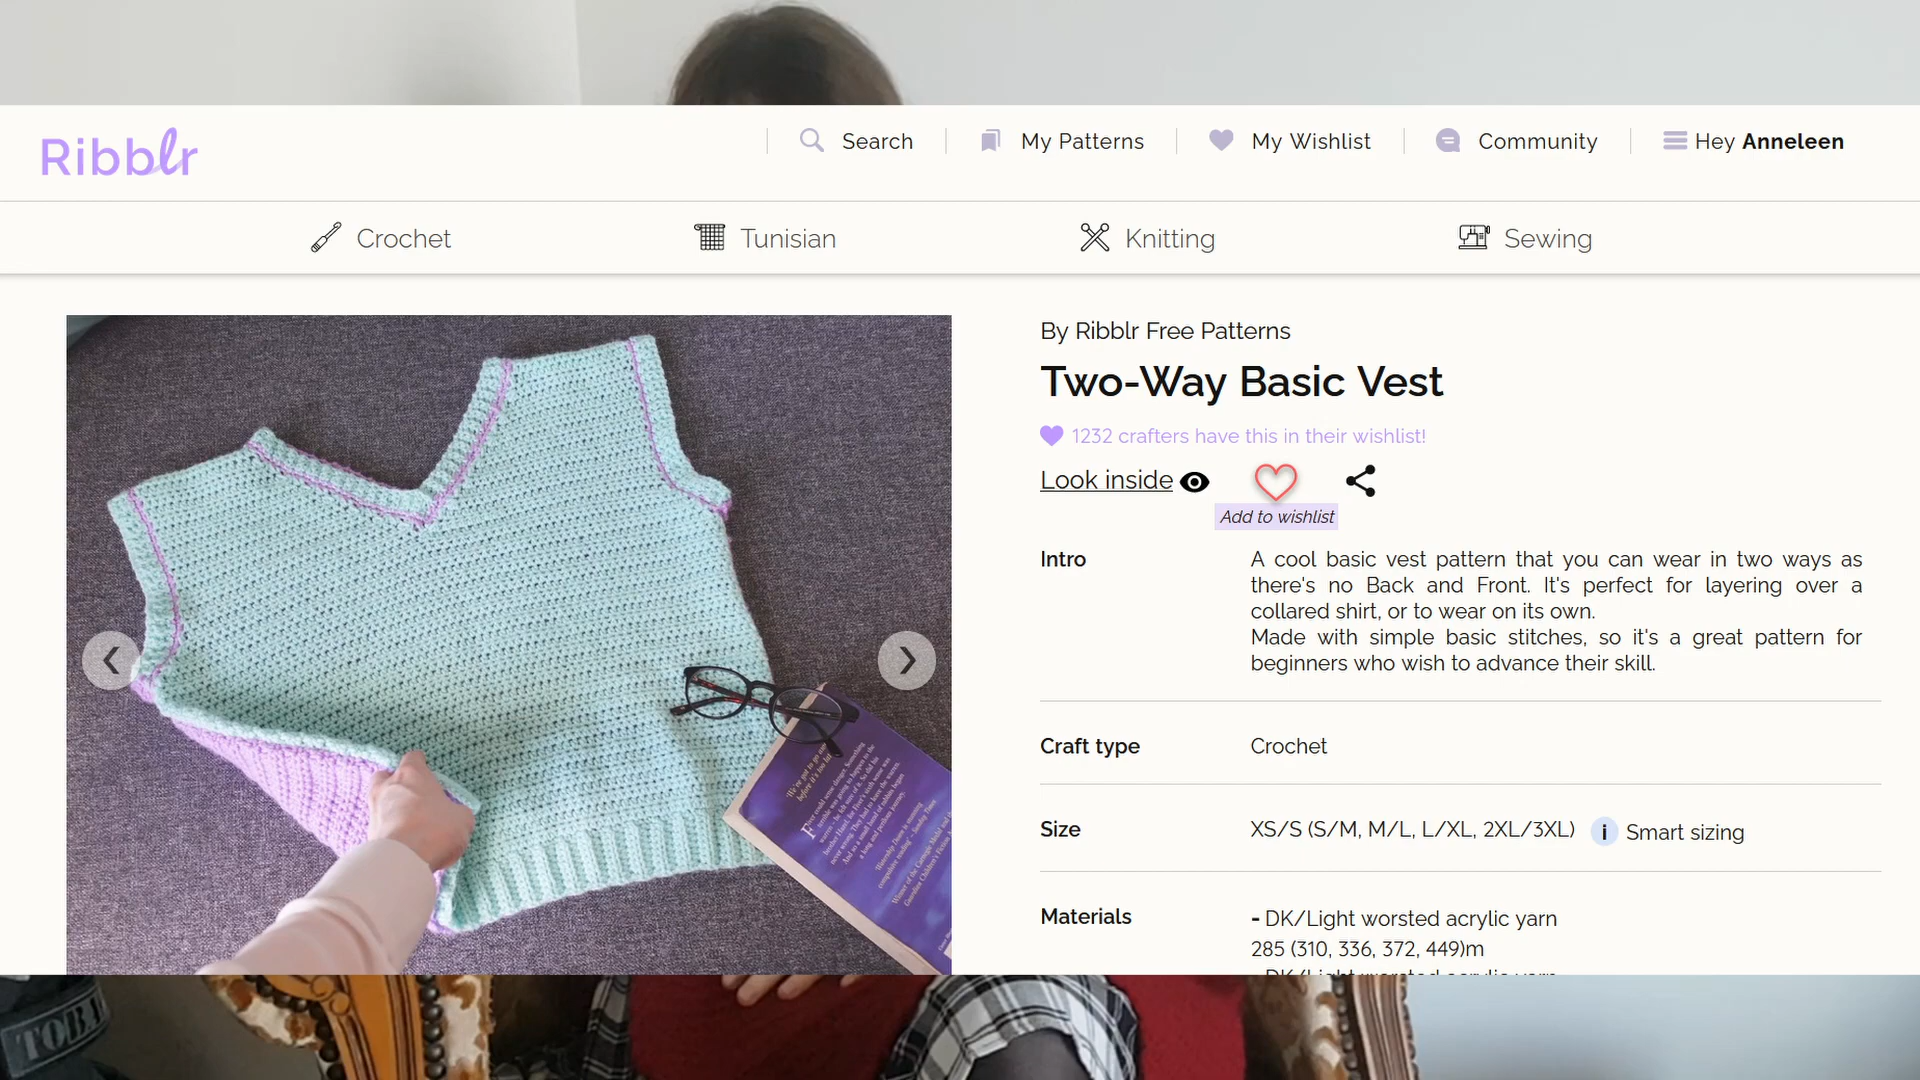 Ribblr
Search
My Patterns
My Wishlist
Community
Hey Anneleen
Crochet
Tunisian
Knitting
Sewing
By Ribblr Free Patterns
Two-Way Basic Vest
1232 crafters have this in their wishlist!
Look inside
Add to wishlist
Intro
A cool basic vest pattern that you can wear in two ways as
there's no Back and Front. It's perfect for layering over a
collared shirt, or to wear on its own.
Made with simple basic stitches, so it's a great pattern for
beginners who wish to advance their skill.
Craft type
Crochet
Size
XS/S (S/M, M/L, L/XL, 2XL/3XL)
i
Smart sizing
Materials
- DK/Light worsted acrylic yarn
285 (310, 336, 372, 449)m